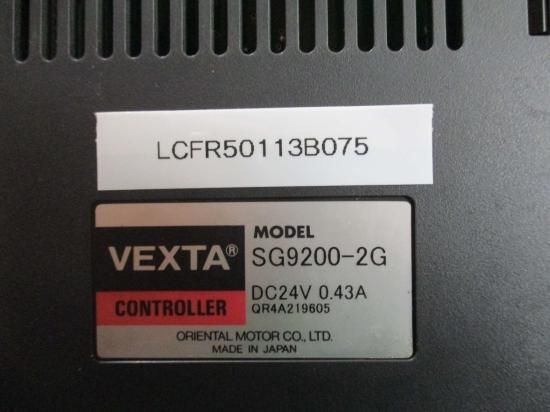 LCFR50113B075
VEXTA®
CONTROLLER
MODEL
SG9200-2G
DC24V 0.43A
QR4A219605
ORIENTAL MOTOR CO., LTD.
MADE IN JAPAN